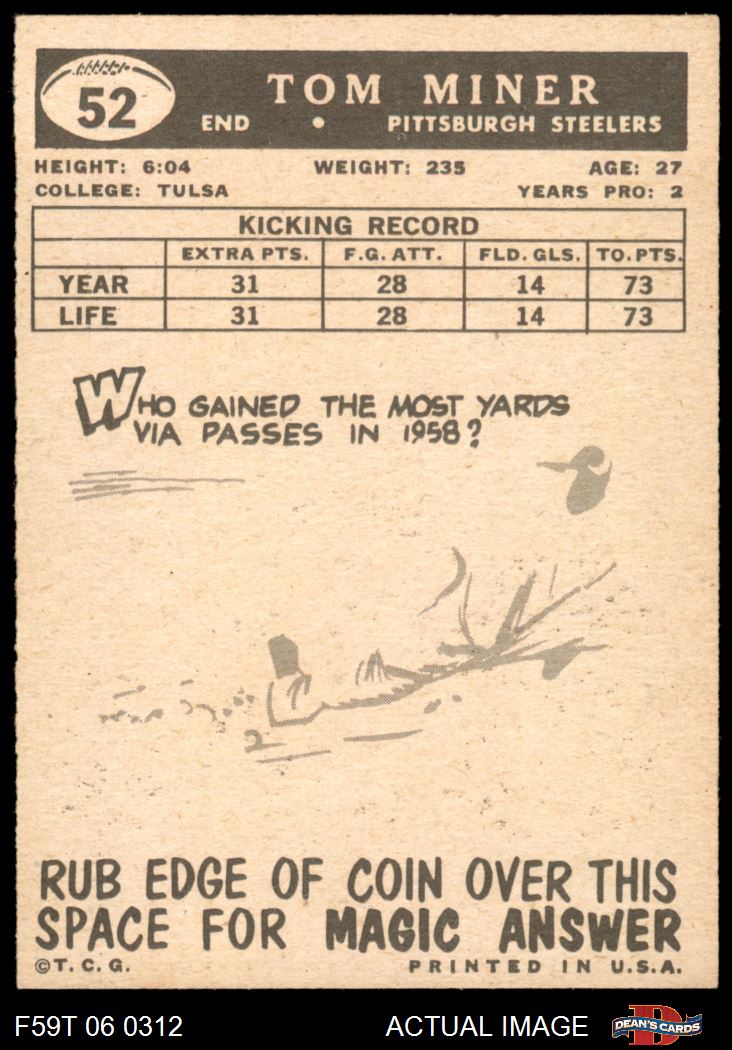 52
TOM MINER
END • PITTSBURGH STEELERS
HEIGHT: 6:04 WEIGHT: 235 AGE: 27
COLLEGE: TULSA YEARS PRO: 2
KICKING RECORD
EXTRA PTS. F.G. ATT. FLD. GLS. TO. PTS.
YEAR 31 28 14 73
LIFE 31 28 14 73
WHO GAINED THE MOST YARDS
VIA PASSES IN 1958?
RUB EDGE OF COIN OVER THIS
SPACE FOR MAGIC ANSWER
©T. C. G. PRINTED IN U.S.A.
F59T 06 0312 ACTUAL IMAGE D DEAN'S CARDS